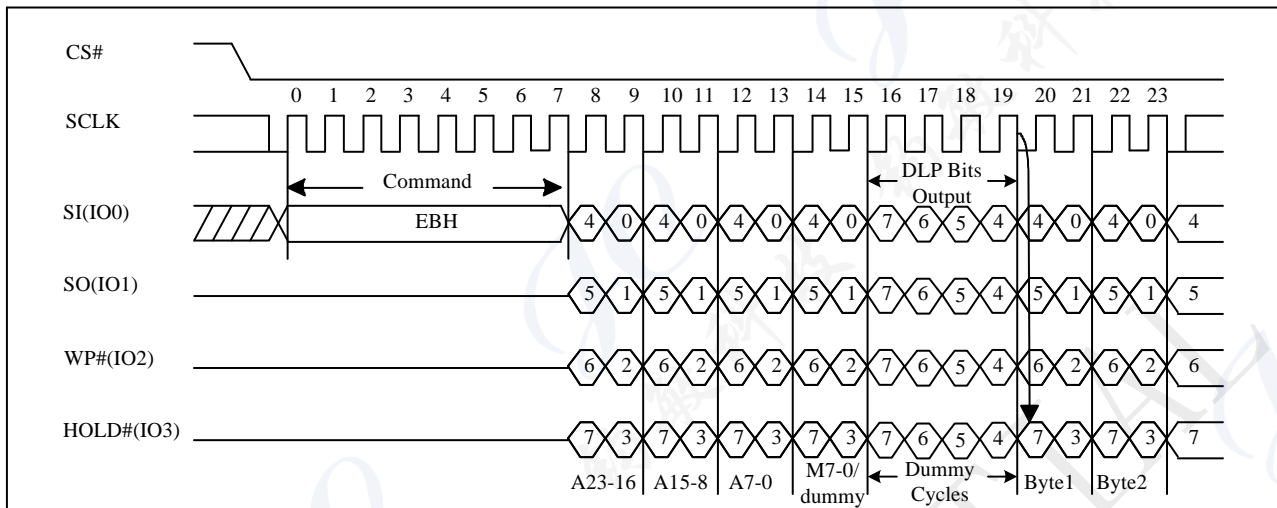 CS#
0 1 2 3 4 5 6 7 8 9 10 11 12 13 14 15 16 17 18 19 20 21 22 23
SCLK
Command
DLP Bits
Output
SI(IO0)
EBH
4 0 4 0 4 0 4 0 7 6 5 4 4 0 4 0 4
SO(IO1)
5 1 5 1 5 1 5 1 7 6 5 4 5 1 5 1 5
WP#(IO2)
6 2 6 2 6 2 6 2 7 6 5 4 6 2 6 2 6
HOLD#(IO3)
7 3 7 3 7 3 7 3 7 6 5 4 7 3 7 3 7
A23-16 A15-8 A7-0 M7-0/
dummy
Dummy
Cycles
Byte1 Byte2